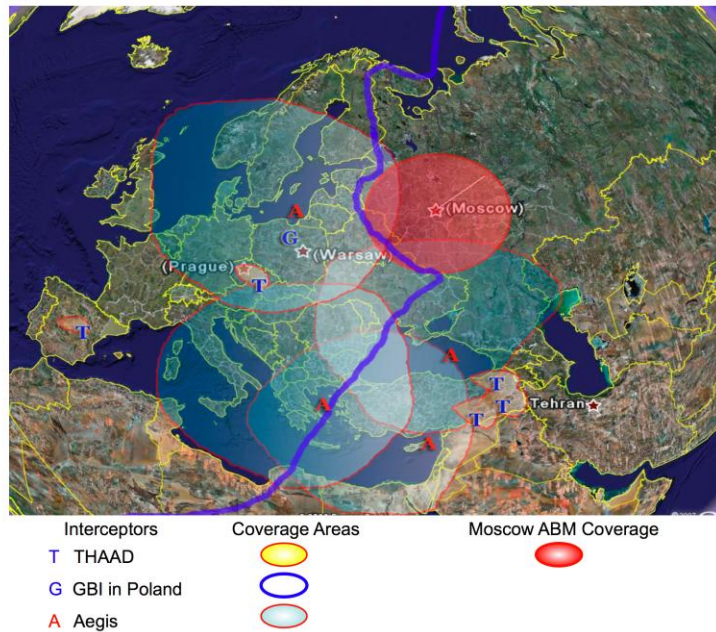 A
(Moscow)
G
(Warsaw)
(Prague)
T
T
A
T
Tehran
A
T
T
A
Interceptors Coverage Areas Moscow ABM Coverage
T THAAD
G GBI in Poland
A Aegis